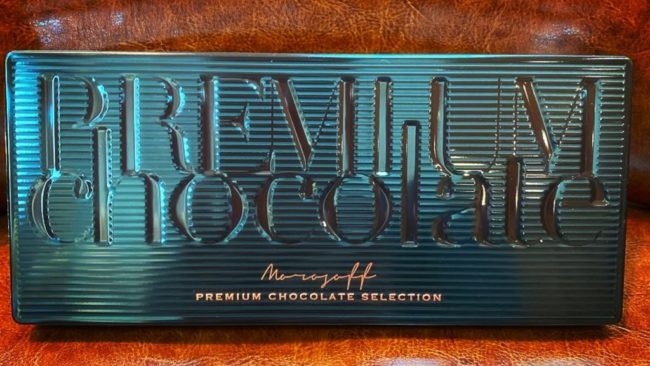 PREMIUM
chocolate
Morozoff
PREMIUM CHOCOLATE SELECTION